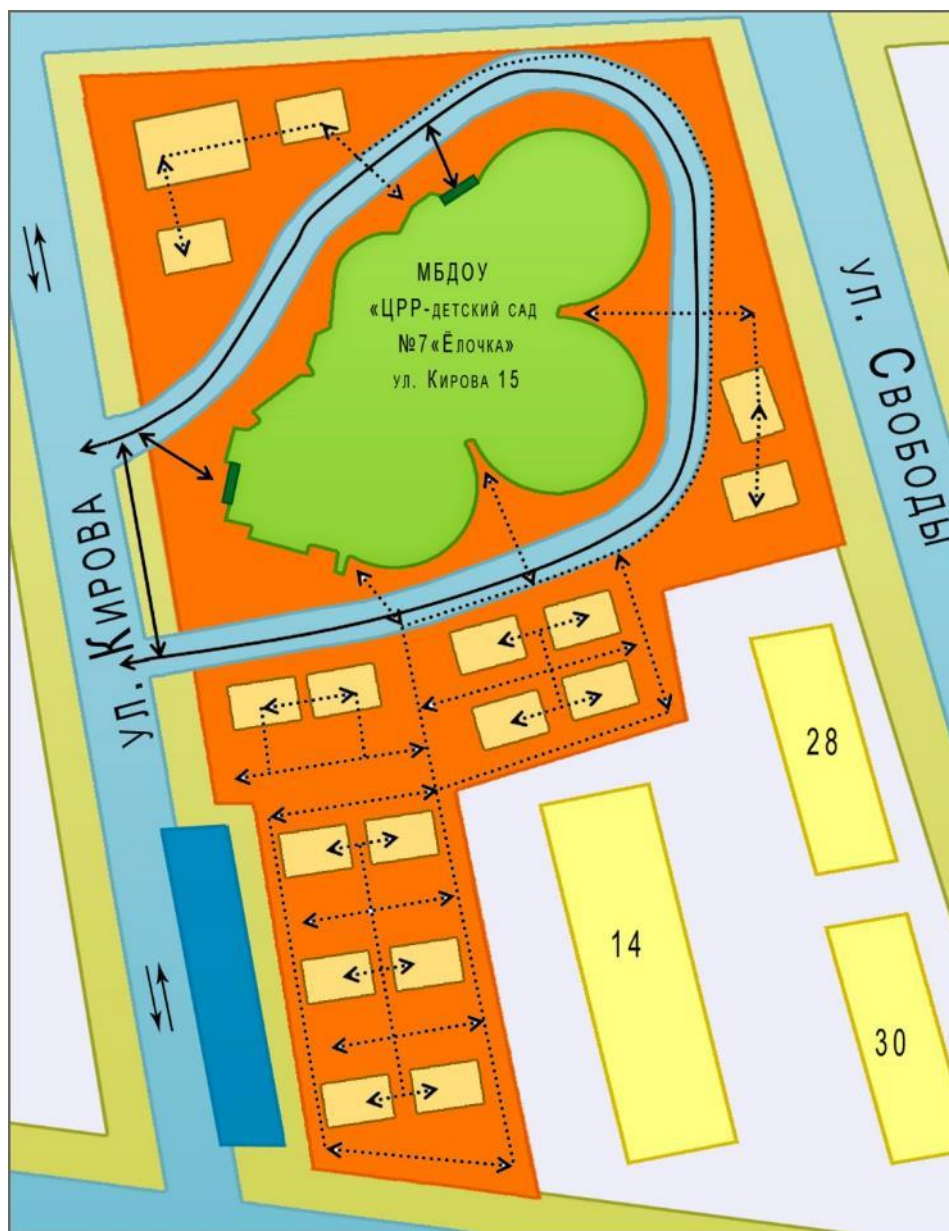 МБДОУ
«ЦРР-ДЕТСКИЙ САД
№7«ЁЛОЧКА»
УЛ. КИРОВА 15
УЛ. СВОБОДЫ
УЛ. КИРОВА
28
14
30